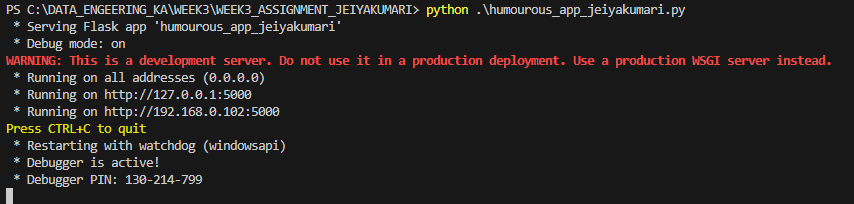 PS C:\DATA_ENGEERING_KA\WEEK3\WEEK3_ASSIGNMENT_JEIYAKUMARI> python .\humourous_app_jeiyakumari.py
* Serving Flask app 'humourous_app_jeiyakumari'
* Debug mode: on
WARNING: This is a development server. Do not use it in a production deployment. Use a production WSGI server instead.
* Running on all addresses (0.0.0.0)
* Running on http://127.0.0.1:5000
* Running on http://192.168.0.102:5000
Press CTRL+C to quit
* Restarting with watchdog (windowsapi)
* Debugger is active!
* Debugger PIN: 130-214-799